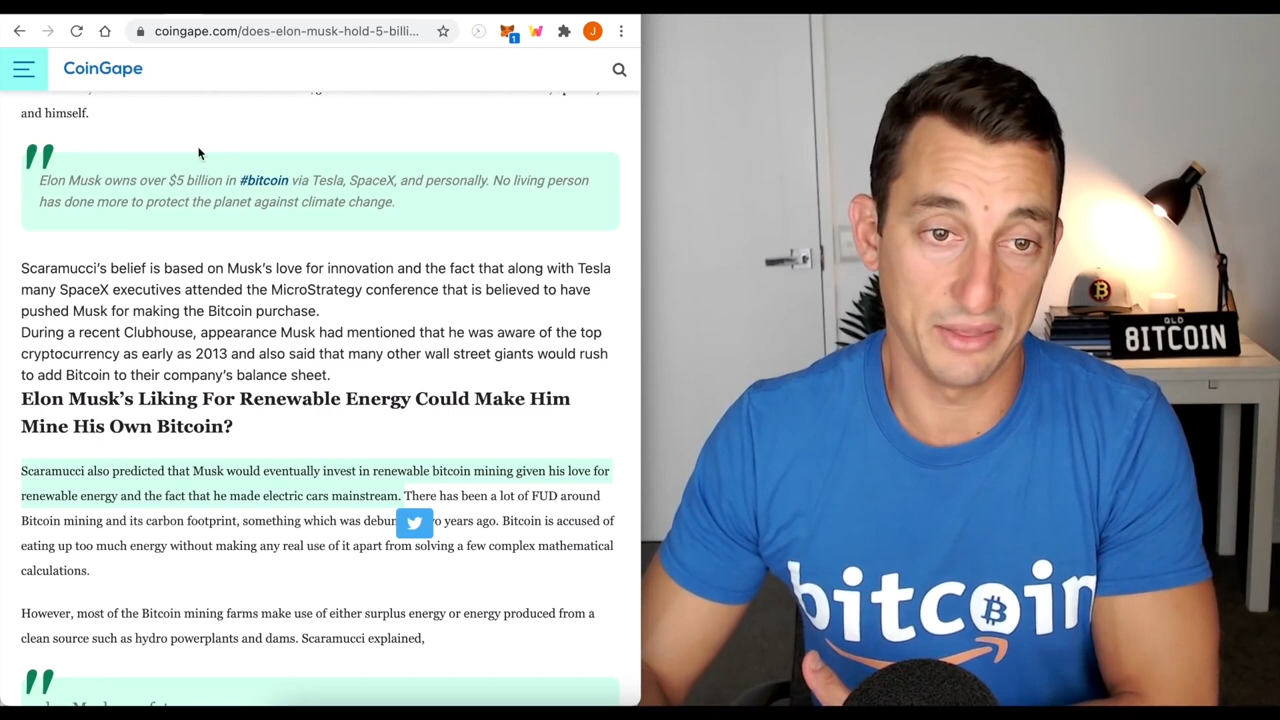 coingape.com/does-elon-musk-hold-5-billi...
1
J
CoinGape
and himself.
Elon Musk owns over $5 billion in #bitcoin via Tesla, SpaceX, and personally. No living person
has done more to protect the planet against climate change.
Scaramucci's belief is based on Musk's love for innovation and the fact that along with Tesla
many SpaceX executives attended the MicroStrategy conference that is believed to have
pushed Musk for making the Bitcoin purchase.
During a recent Clubhouse, appearance Musk had mentioned that he was aware of the top
cryptocurrency as early as 2013 and also said that many other wall street giants would rush
to add Bitcoin to their company's balance sheet.
Elon Musk's Liking For Renewable Energy Could Make Him
Mine His Own Bitcoin?
Scaramucci also predicted that Musk would eventually invest in renewable bitcoin mining given his love for
renewable energy and the fact that he made electric cars mainstream. There has been a lot of FUD around
Bitcoin mining and its carbon footprint, something which was years ago. Bitcoin is accused of
eating up too much energy without making any real use of it apart from solving a few complex mathematical
calculations.
However, most of the Bitcoin mining farms make use of either surplus energy or energy produced from a
clean source such as hydro powerplants and dams. Scaramucci explained,
QLD
8ITCOIN
bitcoin